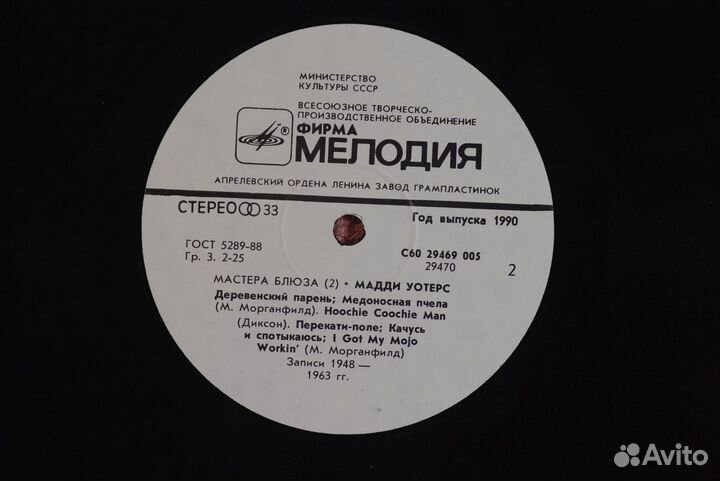 МИНИСТЕРСТВО
КУЛЬТУРЫ СССР
ВСЕСОЮЗНОЕ ТВОРЧЕСКО-
ПРОИЗВОДСТВЕННОЕ ОБЪЕДИНЕНИЕ
® ФИРМА
МЕЛОДИЯ
АПРЕЛЕВСКИЙ ОРДЕНА ЛЕНИНА ЗАВОД ГРАМПЛАСТИНОК
СТЕРЕО 33
Год выпуска 1990
ГОСТ 5289-88
Гр. 3. 2-25
С60 29469 005
29470
2
МАСТЕРА БЛЮЗА (2) • МАДДИ УОТЕРС
Деревенский парень; Медоносная пчела
(М. Морганфилд). Hoochie Coochie Man
(Диксон). Перекати-поле; Качусь
и спотыкаюсь; I Got My Mojo
Workin' (М. Морганфилд)
Записи 1948 —
1963 гг.
Avito